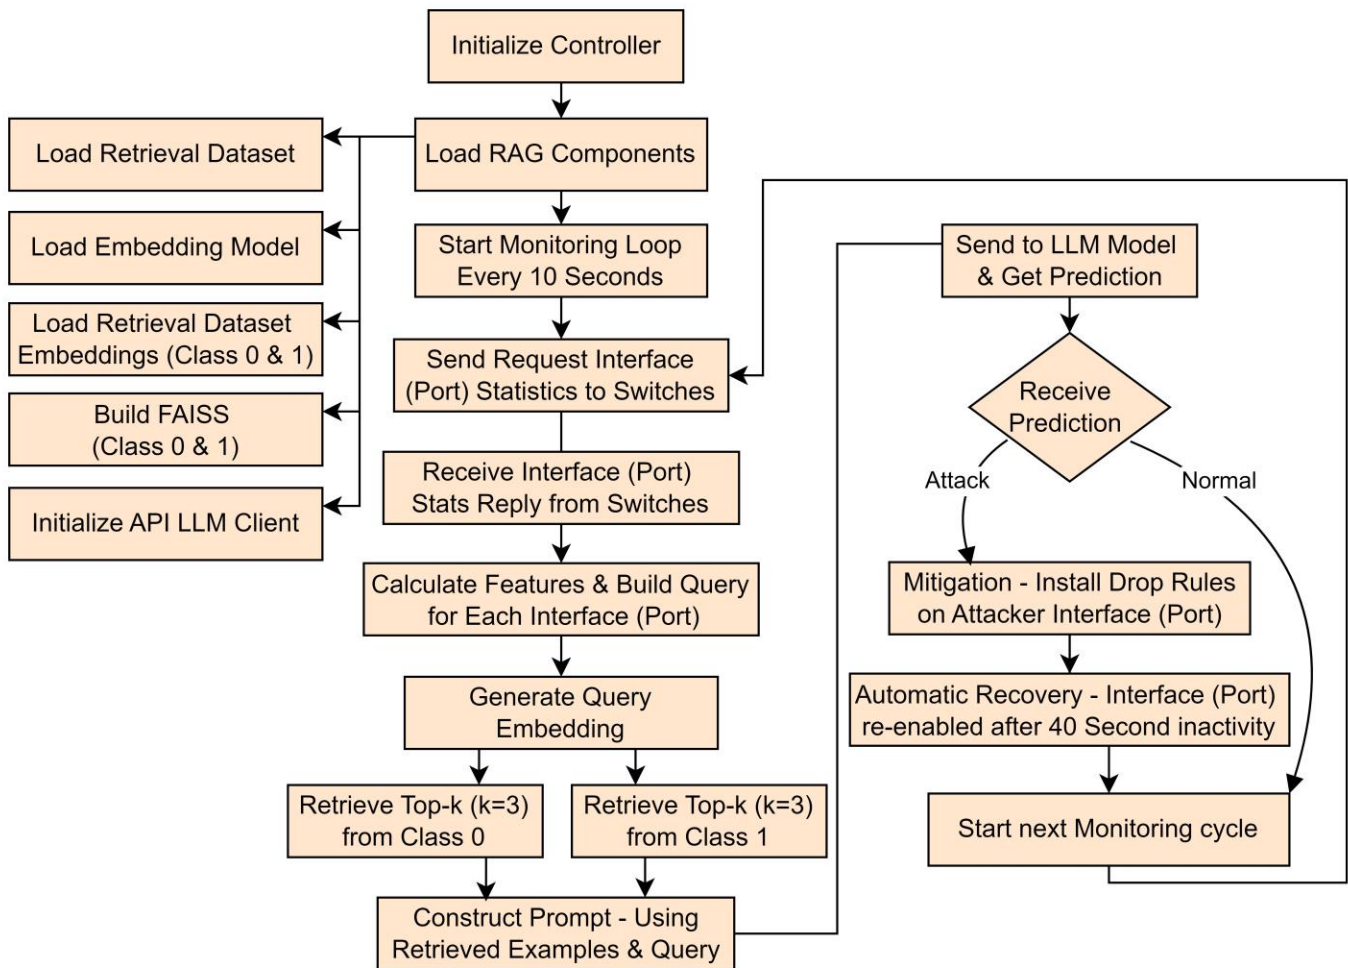 Initialize Controller
Load RAG Components
Load Retrieval Dataset
Load Embedding Model
Load Retrieval Dataset
Embeddings (Class 0 & 1)
Build FAISS
(Class 0 & 1)
Initialize API LLM Client
Start Monitoring Loop
Every 10 Seconds
Send Request Interface
(Port) Statistics to Switches
Receive Interface (Port)
Stats Reply from Switches
Calculate Features & Build Query
for Each Interface (Port)
Generate Query
Embedding
Retrieve Top-k (k=3)
from Class 0
Retrieve Top-k (k=3)
from Class 1
Construct Prompt - Using
Retrieved Examples & Query
Send to LLM Model
& Get Prediction
Receive
Prediction
Attack
Normal
Mitigation - Install Drop Rules
on Attacker Interface (Port)
Automatic Recovery - Interface (Port)
re-enabled after 40 Second inactivity
Start next Monitoring cycle